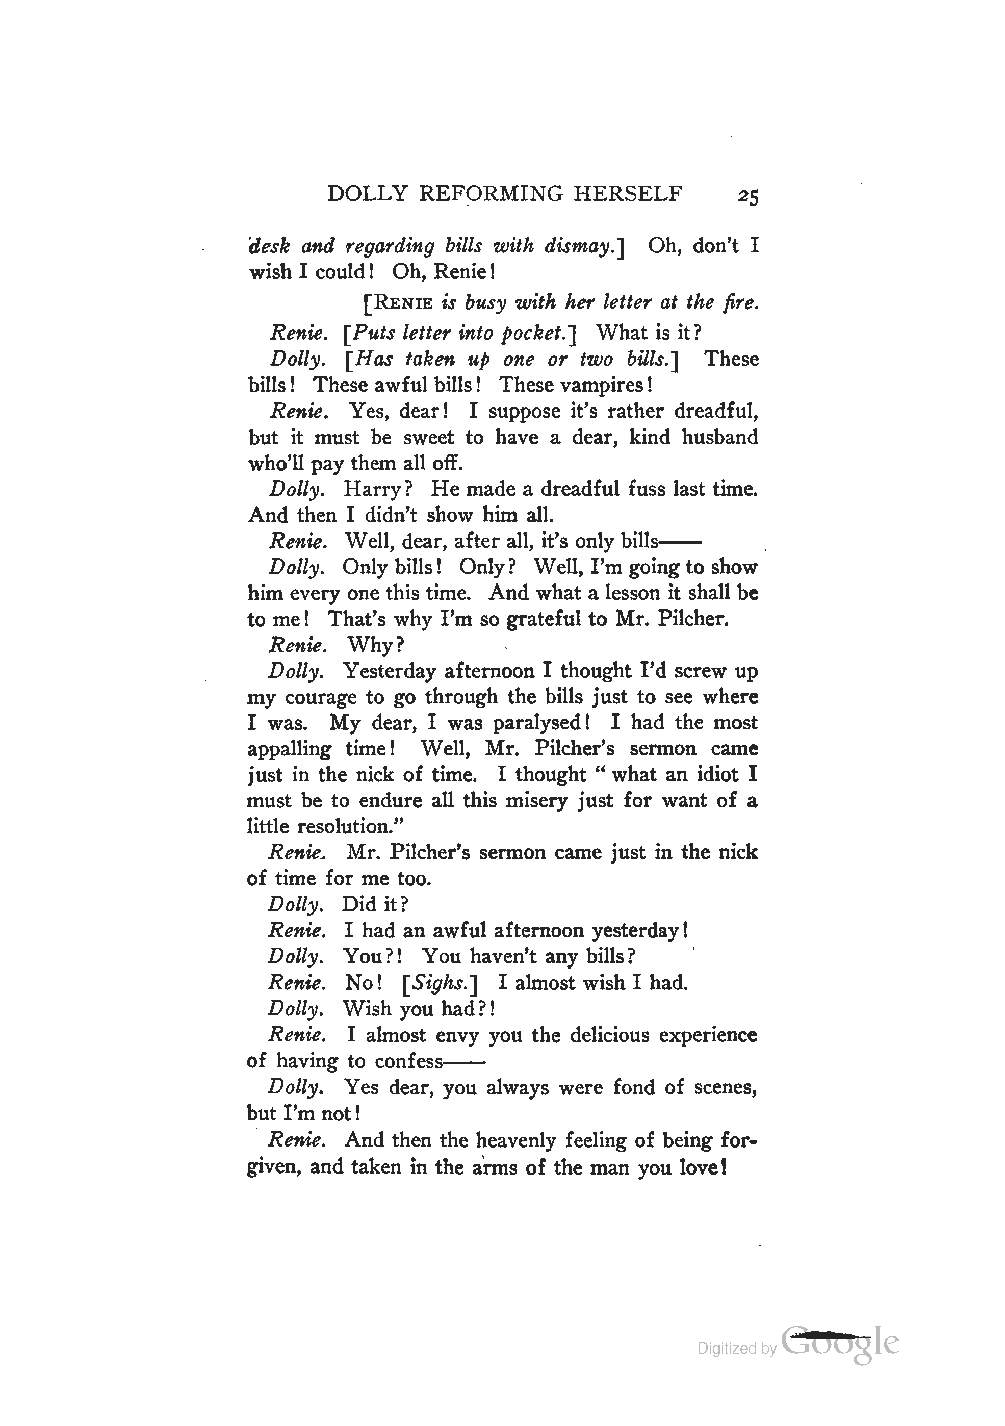 DOLLY REFORMING HERSELF 25
desk and regarding bills with dismay.] Oh, don't I
wish I could! Oh, Renie!
[RENIE is busy with her letter at the fire.
Renie. [Puts letter into pocket.] What is it?
Dolly. [Has taken up one or two bills.] These
bills! These awful bills! These vampires!
Renie. Yes, dear! I suppose it's rather dreadful,
but it must be sweet to have a dear, kind husband
who'll pay them all off.
Dolly. Harry? He made a dreadful fuss last time.
And then I didn't show him all.
Renie. Well, dear, after all, it's only bills——
Dolly. Only bills! Only? Well, I'm going to show
him every one this time. And what a lesson it shall be
to me! That's why I'm so grateful to Mr. Pilcher.
Renie. Why?
Dolly. Yesterday afternoon I thought I'd screw up
my courage to go through the bills just to see where
I was. My dear, I was paralysed! I had the most
appalling time! Well, Mr. Pilcher's sermon came
just in the nick of time. I thought "what an idiot I
must be to endure all this misery just for want of a
little resolution."
Renie. Mr. Pilcher's sermon came just in the nick
of time for me too.
Dolly. Did it?
Renie. I had an awful afternoon yesterday!
Dolly. You?! You haven't any bills?
Renie. No! [Sighs.] I almost wish I had.
Dolly. Wish you had?!
Renie. I almost envy you the delicious experience
of having to confess——
Dolly. Yes dear, you always were fond of scenes,
but I'm not!
Renie. And then the heavenly feeling of being for-
given, and taken in the arms of the man you love!
Digitized by Google